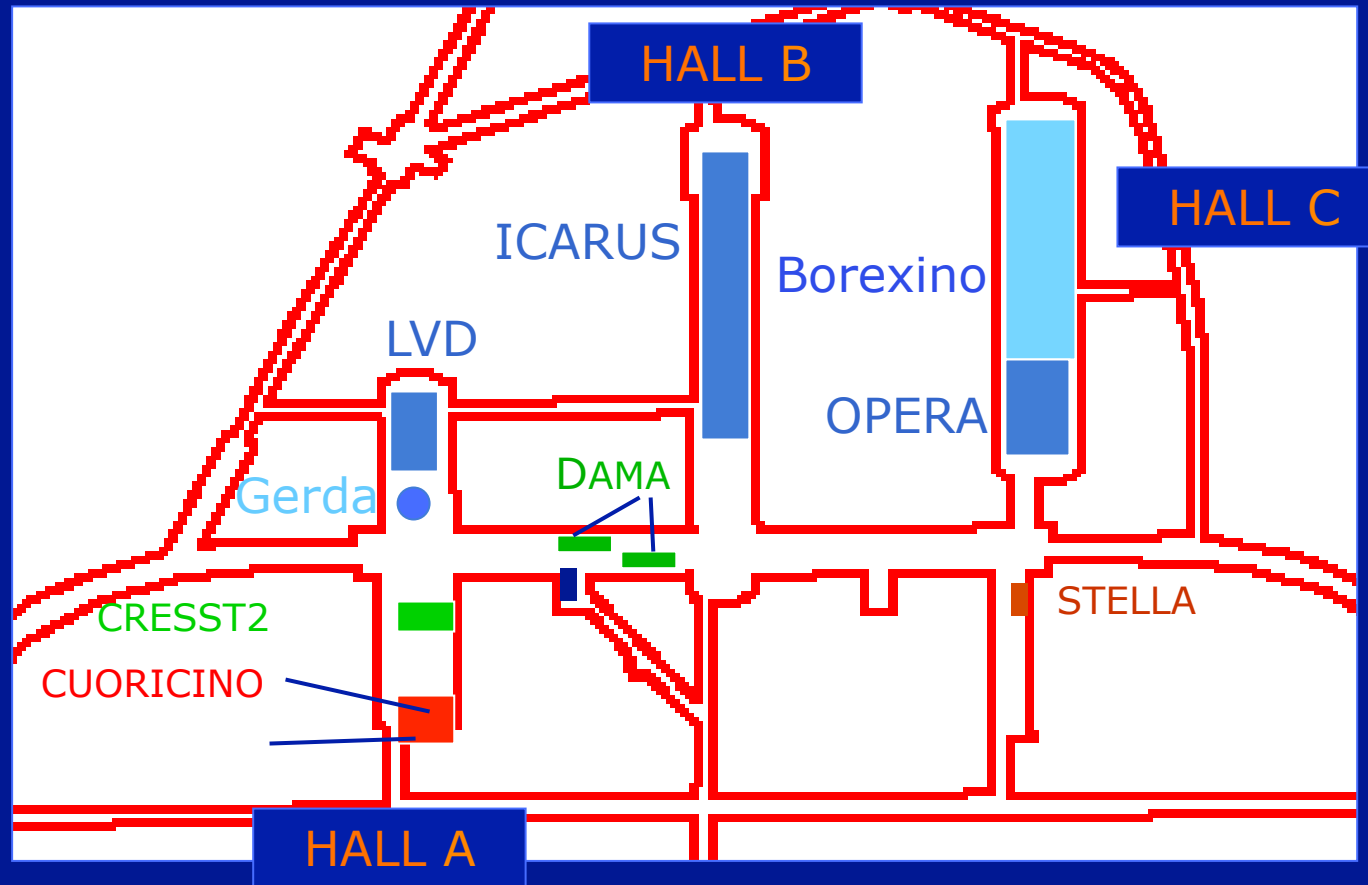 HALL B
HALL C
ICARUS
Borexino
LVD
OPERA
DAMA
Gerda
CRESST2
STELLA
CUORICINO
HALL A